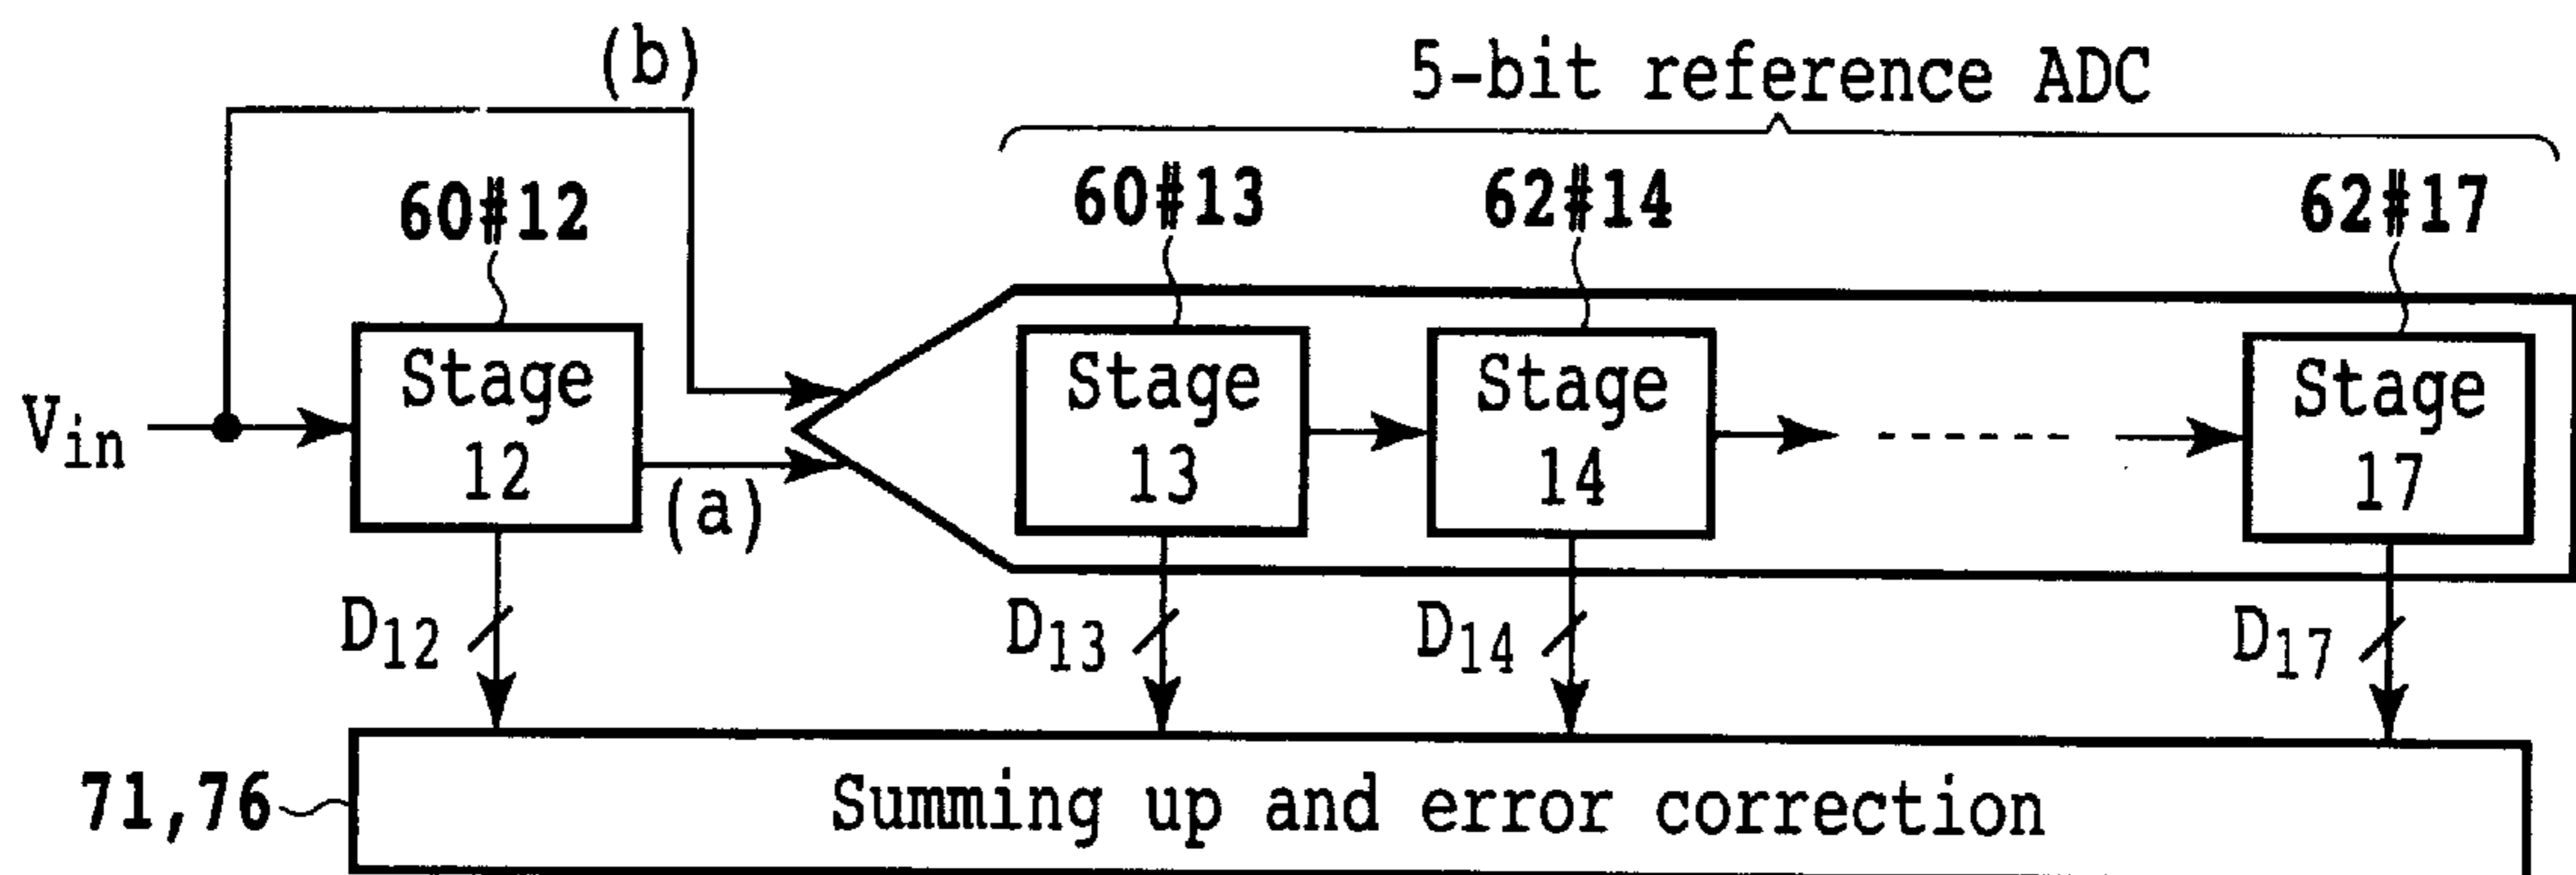 (b)
5-bit reference ADC
60#12
60#13
62#14
62#17
Stage
12
Stage
13
Stage
14
Stage
17
Vin
(a)
D12
D13
D14
D17
71,76
Summing up and error correction